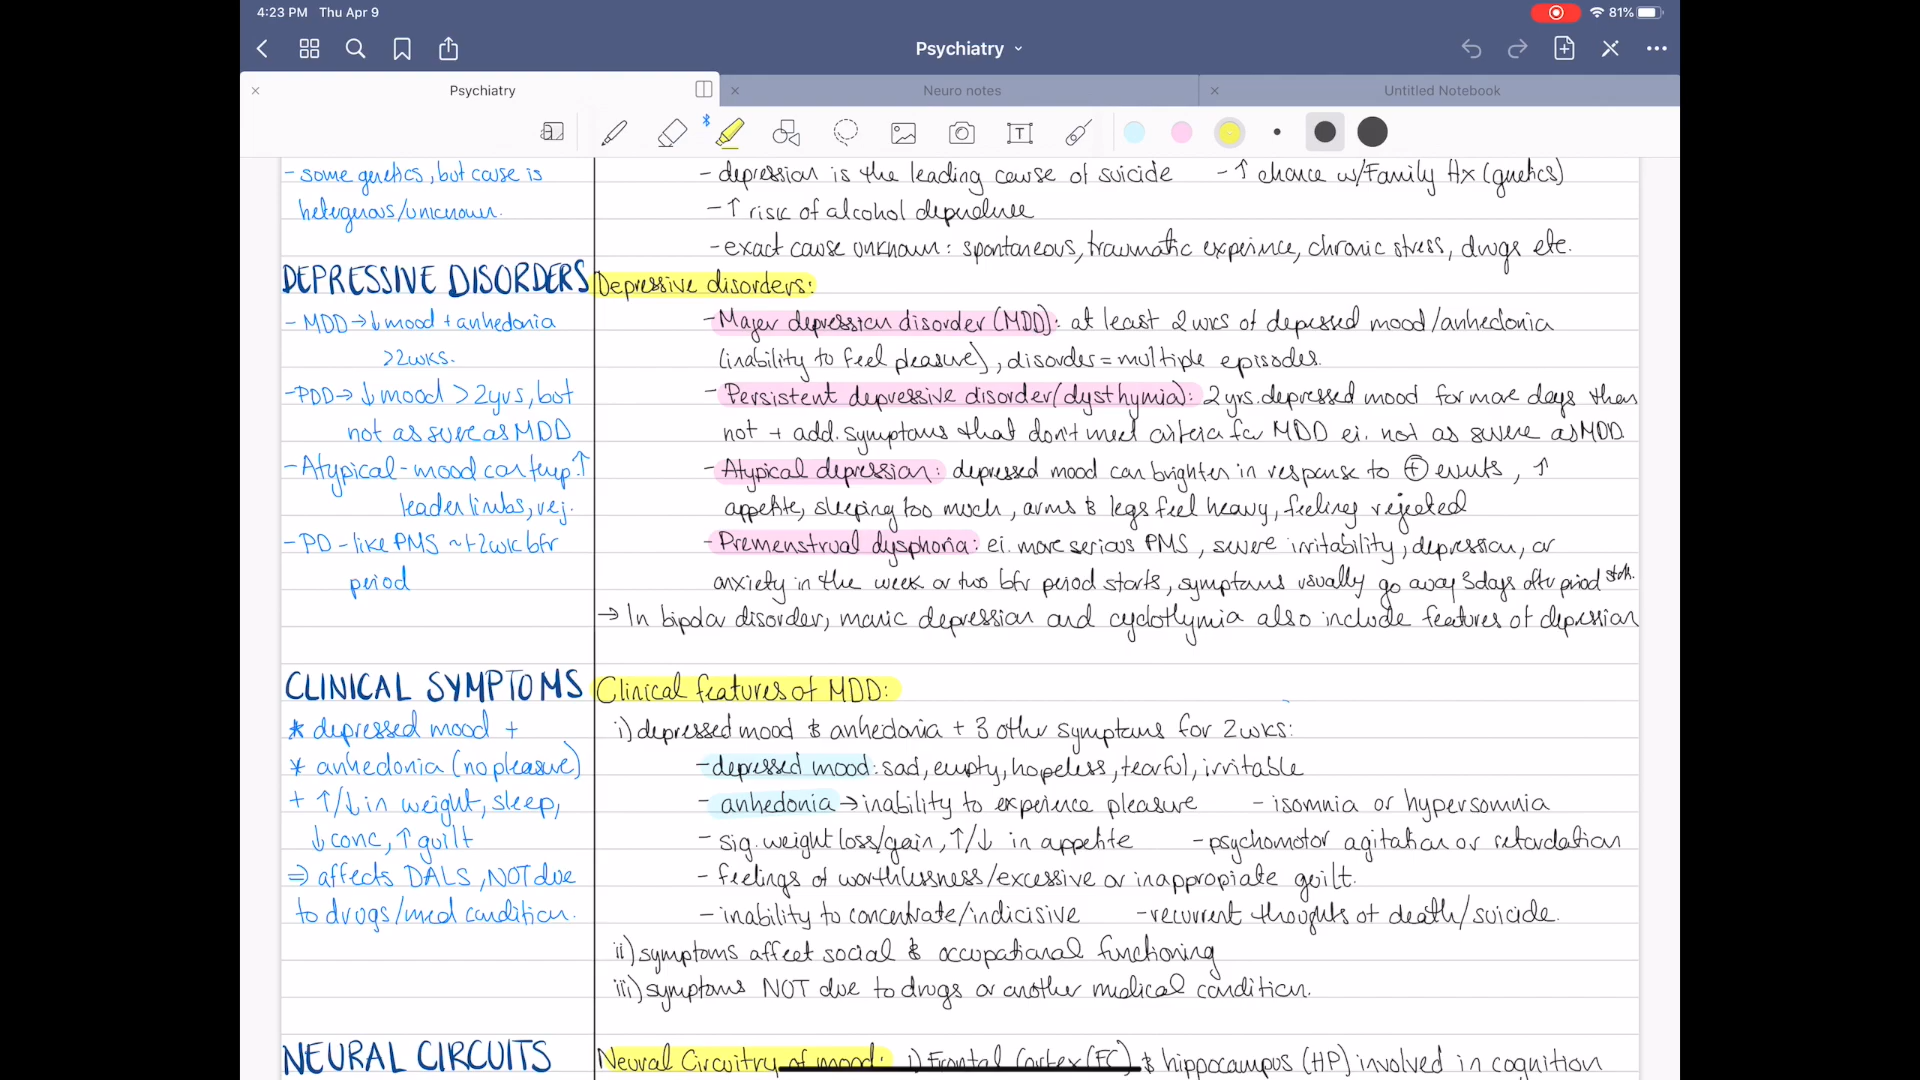 4:23 PM Thu Apr 9
81%
Psychiatry
Psychiatry
Neuro notes
Untitled Notebook
- some genetics, but cause is
heterogenous/unknown.
- depression is the leading cause of suicide - ↑ chance w/Family Hx (genetics)
- ↑ risk of alcohol dependence
- exact cause unknown: spontaneous, traumatic experience, chronic stress, drugs etc.
DEPRESSIVE DISORDERS
- MDD → ↓ mood + anhedonia
>2wks.
- PDD → ↓ mood >2yrs, but
not as severe as MDD
- Atypical - mood can temp. ↑
leaden limbs, rej.
- PD - like PMS ~1-2wk bfr
period
Depressive disorders:
- Major depression disorder (MDD): at least 2 wks of depressed mood/anhedonia
(inability to feel pleasure), disorder = multiple episodes.
- Persistent depressive disorder (dysthymia): 2 yrs. depressed mood for more days than
not + add. symptoms that don't meet criteria for MDD ei. not as severe as MDD
- Atypical depression: depressed mood can brighten in response to ⊕ events, ↑
appetite, sleeping too much, arms & legs feel heavy, feeling rejected
- Premenstrual dysphoria: ei. more serious PMS, severe irritability, depression, or
anxiety in the week or two bfr period starts, symptoms usually go away 3days after period
→ In bipolar disorder, manic depression and cyclothymia also include features of depression
CLINICAL SYMPTOMS
* depressed mood +
* anhedonia (no pleasure)
+ ↑/↓ in weight, sleep,
↓ conc, ↑ guilt
⇒ affects DALS, NOT due
to drugs/med condition.
Clinical features of MDD:
i) depressed mood & anhedonia + 3 other symptoms for 2 wks:
- depressed mood: sad, empty, hopeless, tearful, irritable
- anhedonia → inability to experience pleasure - isomnia or hypersomnia
- sig. weight loss/gain, ↑/↓ in appetite - psychomotor agitation or retardation
- feelings of worthlessness/excessive or inappropiate guilt.
- inability to concentrate/indicisive - recurrent thoughts of death/suicide.
ii) symptoms affect social & occupational functioning
iii) symptoms NOT due to drugs or another medical condition.
NEURAL CIRCUITS
Neural Circuitry of mood: i) Frontal Cortex (FC) & hippocampus (HP) involved in cognition